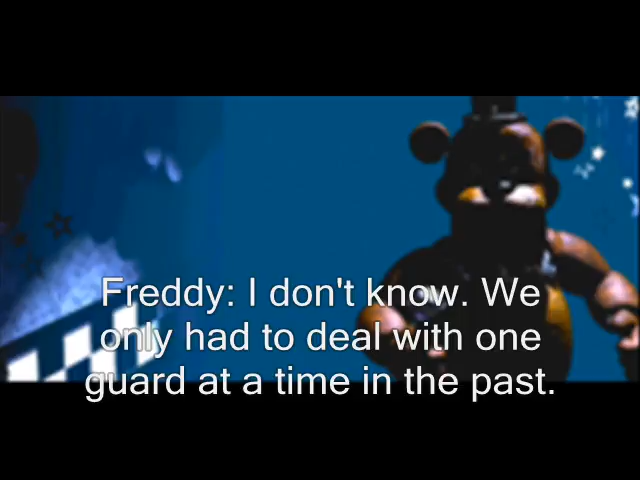 Freddy: I don't know. We
only had to deal with one
guard at a time in the past.